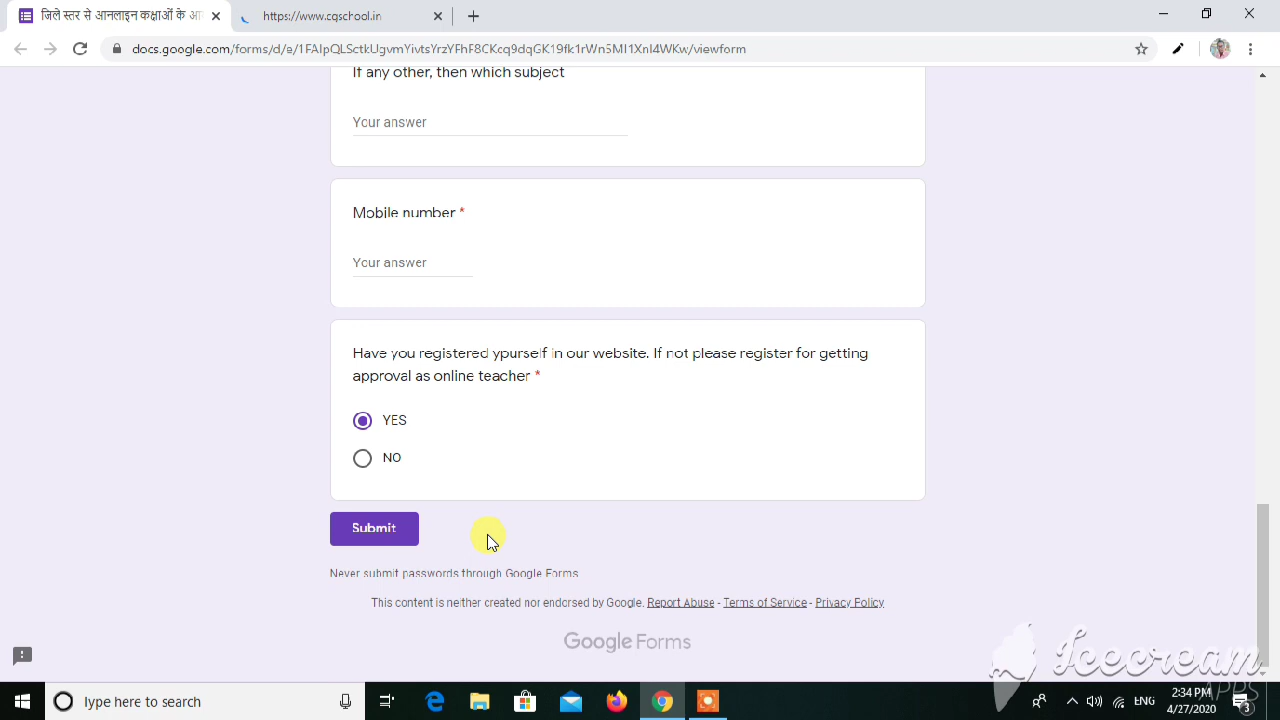 जिले स्तर से आनलाइन कक्षाओं के आ
https://www.cgschool.in
docs.google.com/forms/d/e/1FAIpQLSctkUgvmYivtsYrzYFhF8CKcq9dqGK19fk1rWn5MI1XnI4WKw/viewform
If any other, then which subject
Your answer
Mobile number *
Your answer
Have you registered ypurself in our website. If not please register for getting
approval as online teacher *
YES
NO
Submit
Never submit passwords through Google Forms
This content is neither created nor endorsed by Google. Report Abuse - Terms of Service - Privacy Policy
Google Forms
Icecream
APPS
Type here to search
ENG
2:34 PM
4/27/2020
3